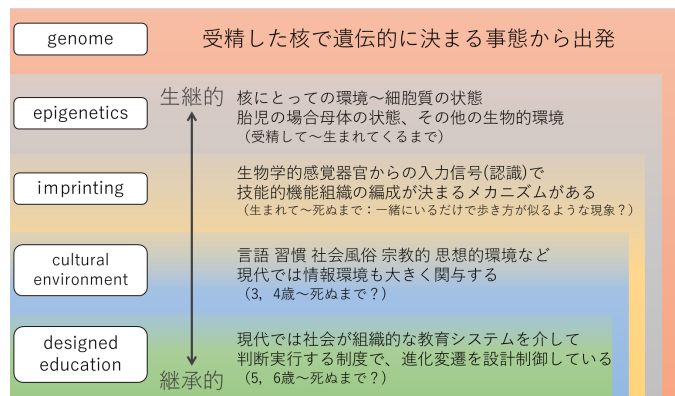 genome
受精した核で遺伝的に決まる事態から出発
epigenetics
生継的
核にとっての環境～細胞質の状態
胎児の場合母体の状態、その他の生物的環境
（受精して～生まれてくるまで）
imprinting
生物学的感覚器官からの入力信号(認識)で
技能的機能組織の編成が決まるメカニズムがある
（生まれて～死ぬまで：一緒にいるだけで歩き方が似るような現象？）
cultural
environment
言語 習慣 社会風俗 宗教的 思想的環境など
現代では情報環境も大きく関与する
（3，4歳～死ぬまで？）
designed
education
現代では社会が組織的な教育システムを介して
判断実行する制度で、進化変遷を設計制御している
（5，6歳～死ぬまで？）
継承的